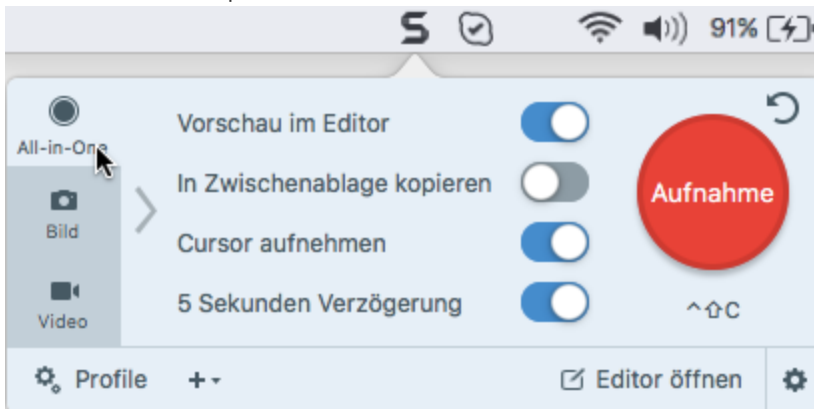 91%
All-in-One
Vorschau im Editor
In Zwischenablage kopieren
Aufnahme
Bild
Cursor aufnehmen
5 Sekunden Verzögerung
Video
^⇧C
Profile
+
Editor öffnen